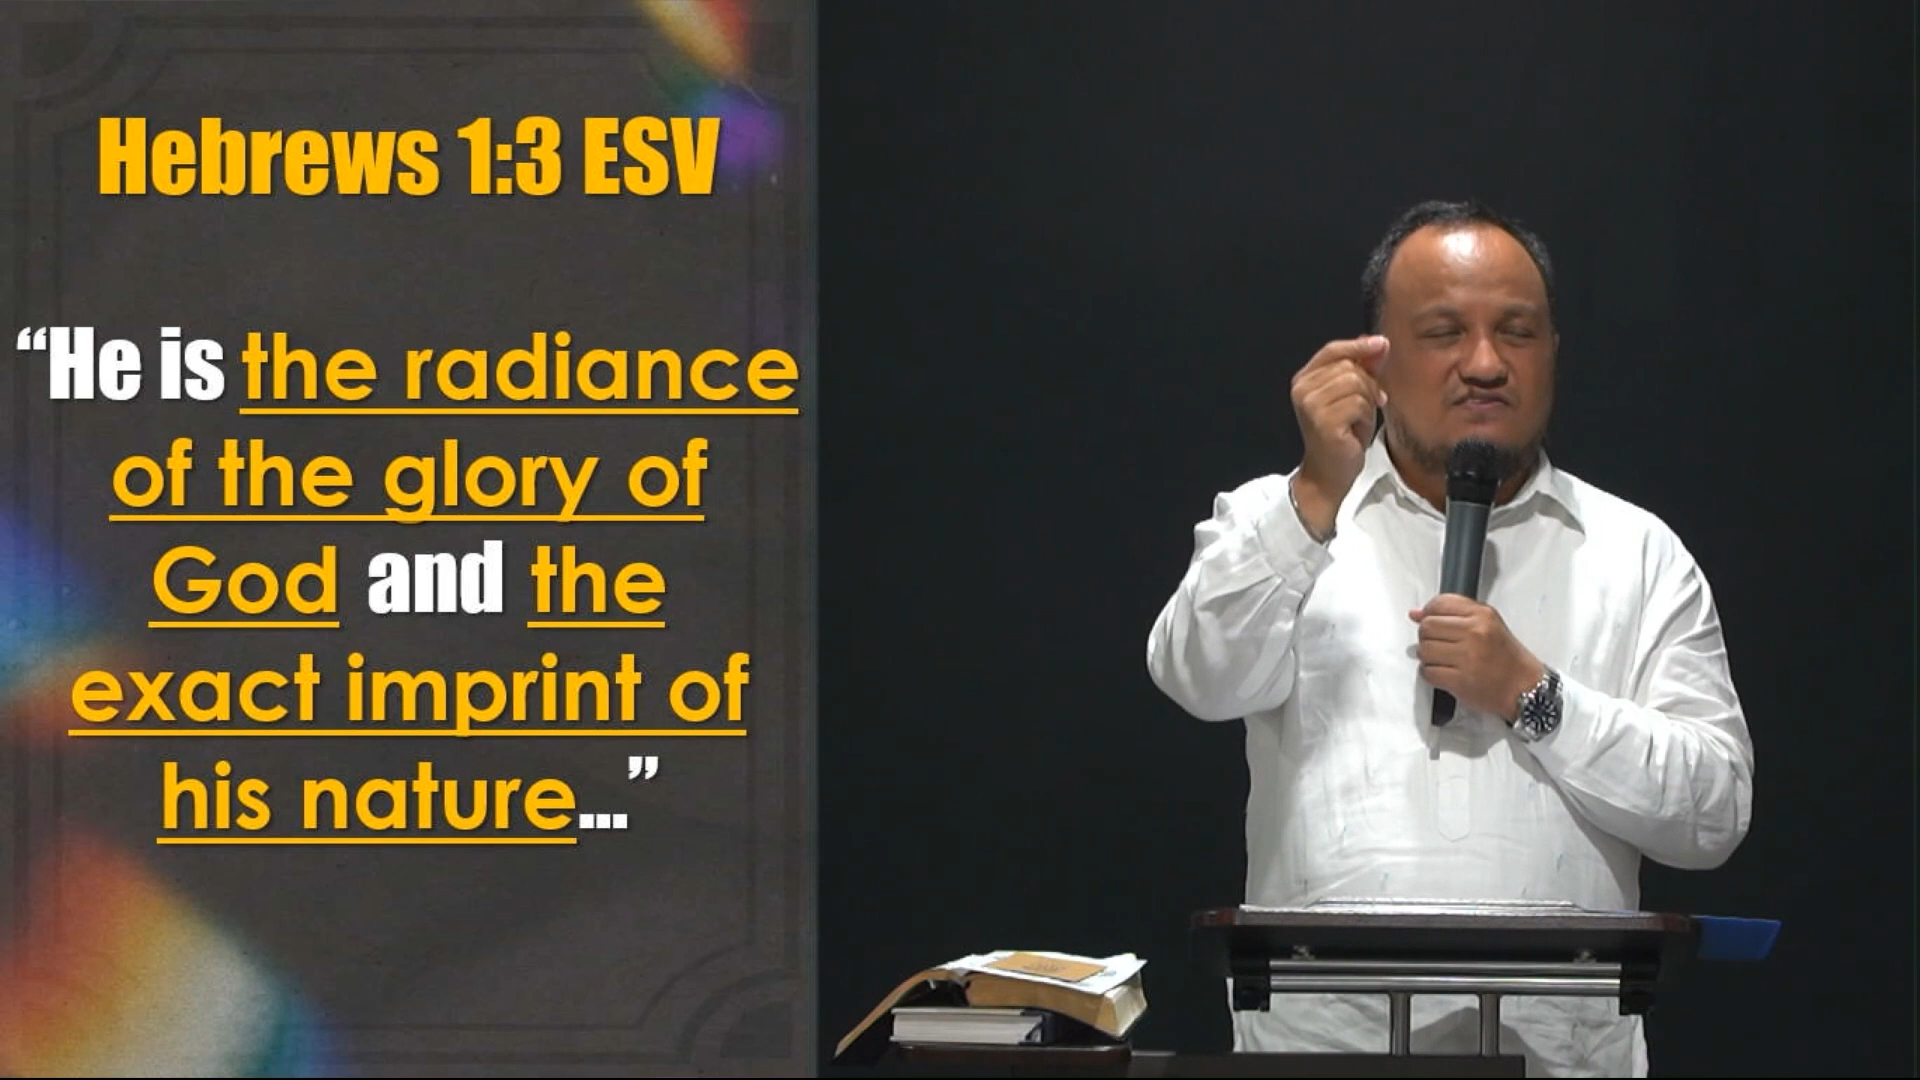 Hebrews 1:3 ESV
“He is the radiance
of the glory of
God and the
exact imprint of
his nature...”